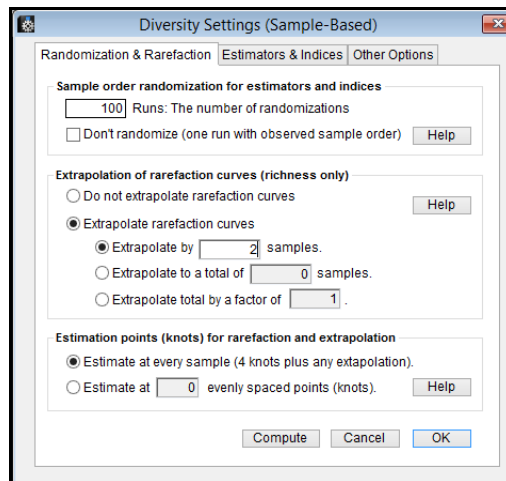 Diversity Settings (Sample-Based)
Randomization & Rarefaction Estimators & Indices Other Options
Sample order randomization for estimators and indices
100 Runs: The number of randomizations
Don't randomize (one run with observed sample order) Help
Extrapolation of rarefaction curves (richness only)
Do not extrapolate rarefaction curves Help
Extrapolate rarefaction curves
Extrapolate by 2 samples.
Extrapolate to a total of 0 samples.
Extrapolate total by a factor of 1 .
Estimation points (knots) for rarefaction and extrapolation
Estimate at every sample (4 knots plus any extapolation).
Estimate at 0 evenly spaced points (knots). Help
Compute Cancel OK